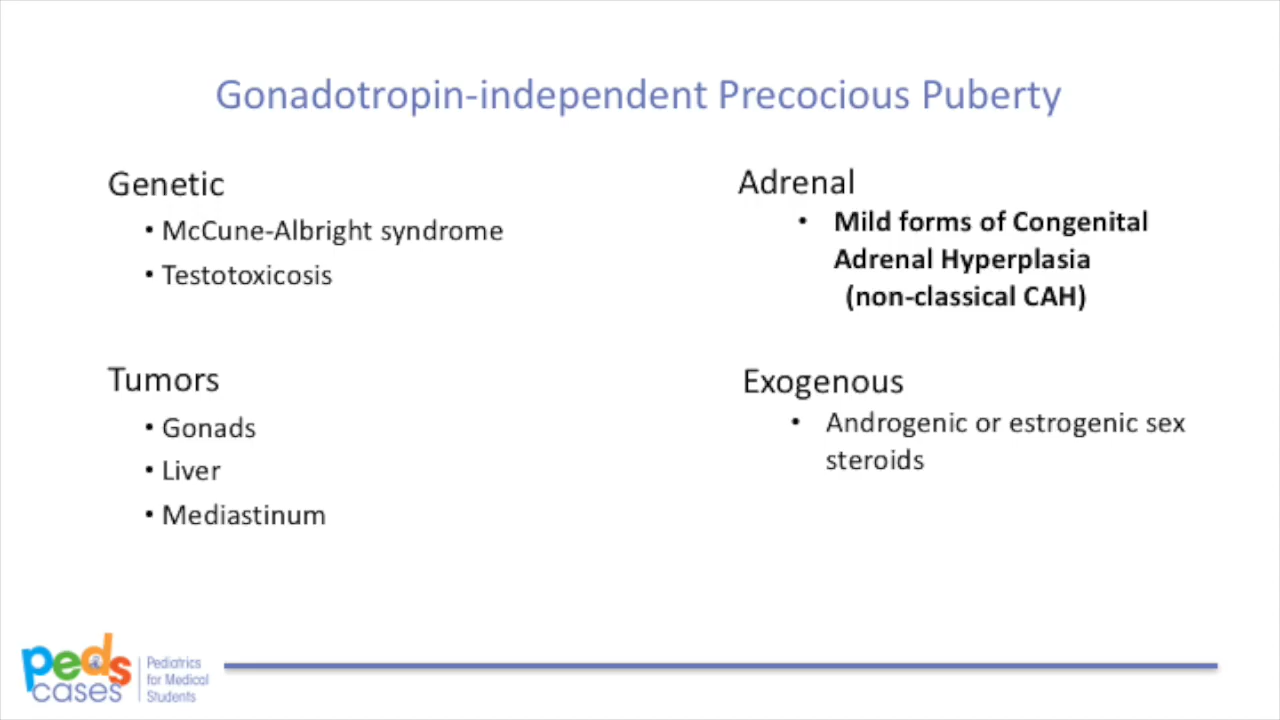 Gonadotropin-independent Precocious Puberty
Genetic
• McCune-Albright syndrome
• Testotoxicosis
Tumors
• Gonads
• Liver
• Mediastinum
Adrenal
• Mild forms of Congenital
Adrenal Hyperplasia
(non-classical CAH)
Exogenous
• Androgenic or estrogenic sex
steroids
peds
cases
Pediatrics
for Medical
Students